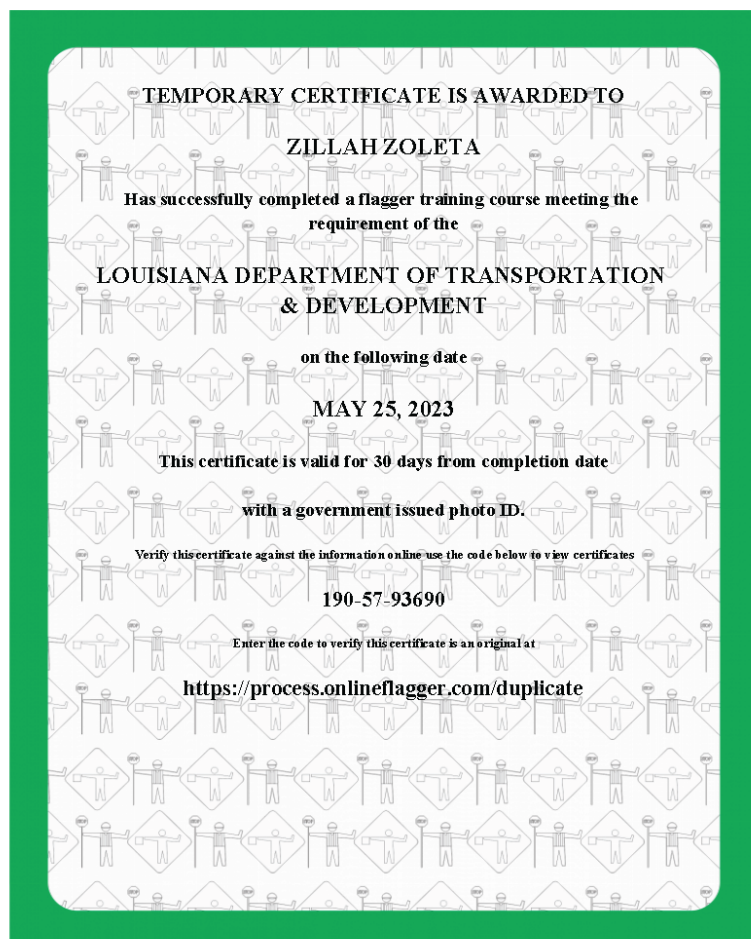 TEMPORARY CERTIFICATE IS AWARDED TO
ZILLAH ZOLETA
Has successfully completed a flagger training course meeting the
requirement of the
LOUISIANA DEPARTMENT OF TRANSPORTATION
& DEVELOPMENT
on the following date
MAY 25, 2023
This certificate is valid for 30 days from completion date
with a government issued photo ID.
Verify this certificate against the information online use the code below to view certificates
190-57-93690
Enter the code to verify this certificate is an original at
https://process.onlineflagger.com/duplicate